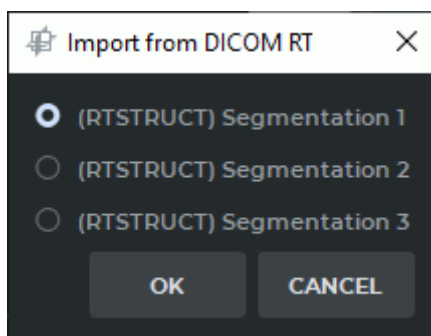 Import from DICOM RT
(RTSTRUCT) Segmentation 1
(RTSTRUCT) Segmentation 2
(RTSTRUCT) Segmentation 3
OK CANCEL